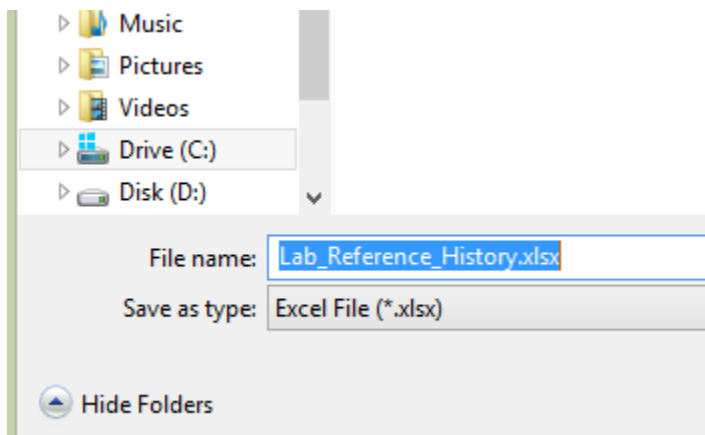 Music
Pictures
Videos
Drive (C:)
Disk (D:)
File name: Lab_Reference_History.xlsx
Save as type: Excel File (*.xlsx)
Hide Folders